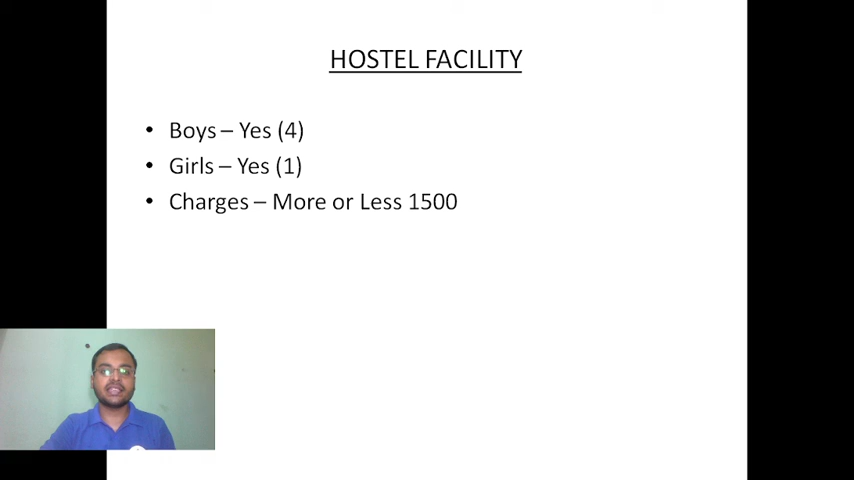 HOSTEL FACILITY
• Boys – Yes (4)
• Girls – Yes (1)
• Charges – More or Less 1500